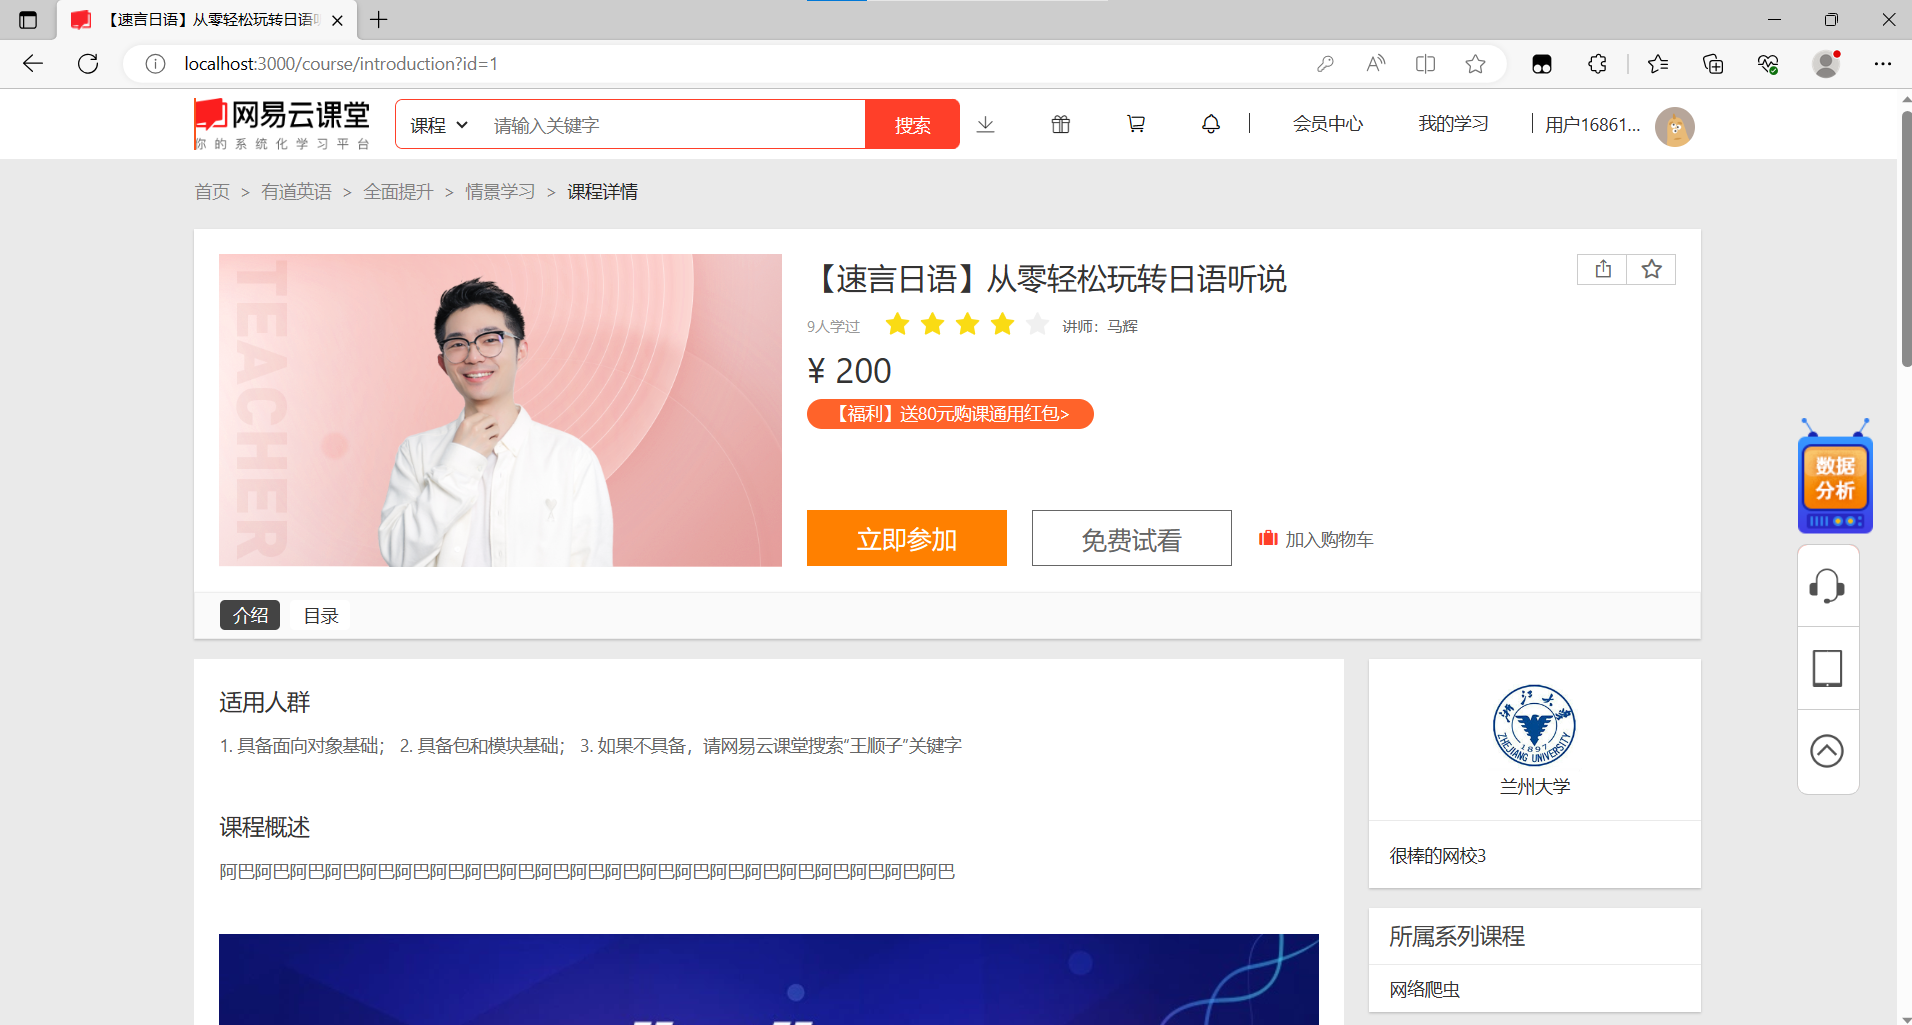 【速言日语】从零轻松玩转日语听
localhost:3000/course/introduction?id=1
网易云课堂
你的系统化学习平台
课程
请输入关键字
搜索
会员中心
我的学习
用户16861...
首页 > 有道英语 > 全面提升 > 情景学习 > 课程详情
TEACHER
【速言日语】从零轻松玩转日语听说
9人学过
讲师：马辉
¥ 200
【福利】送80元购课通用红包>
立即参加
免费试看
加入购物车
数据
分析
介绍
目录
适用人群
1. 具备面向对象基础； 2. 具备包和模块基础； 3. 如果不具备，请网易云课堂搜索“王顺子”关键字
课程概述
阿巴阿巴阿巴阿巴阿巴阿巴阿巴阿巴阿巴阿巴阿巴阿巴阿巴阿巴阿巴阿巴阿巴阿巴阿巴阿巴阿巴
浙江大学
1897
ZHEJIANG UNIVERSITY
兰州大学
很棒的网校3
所属系列课程
网络爬虫